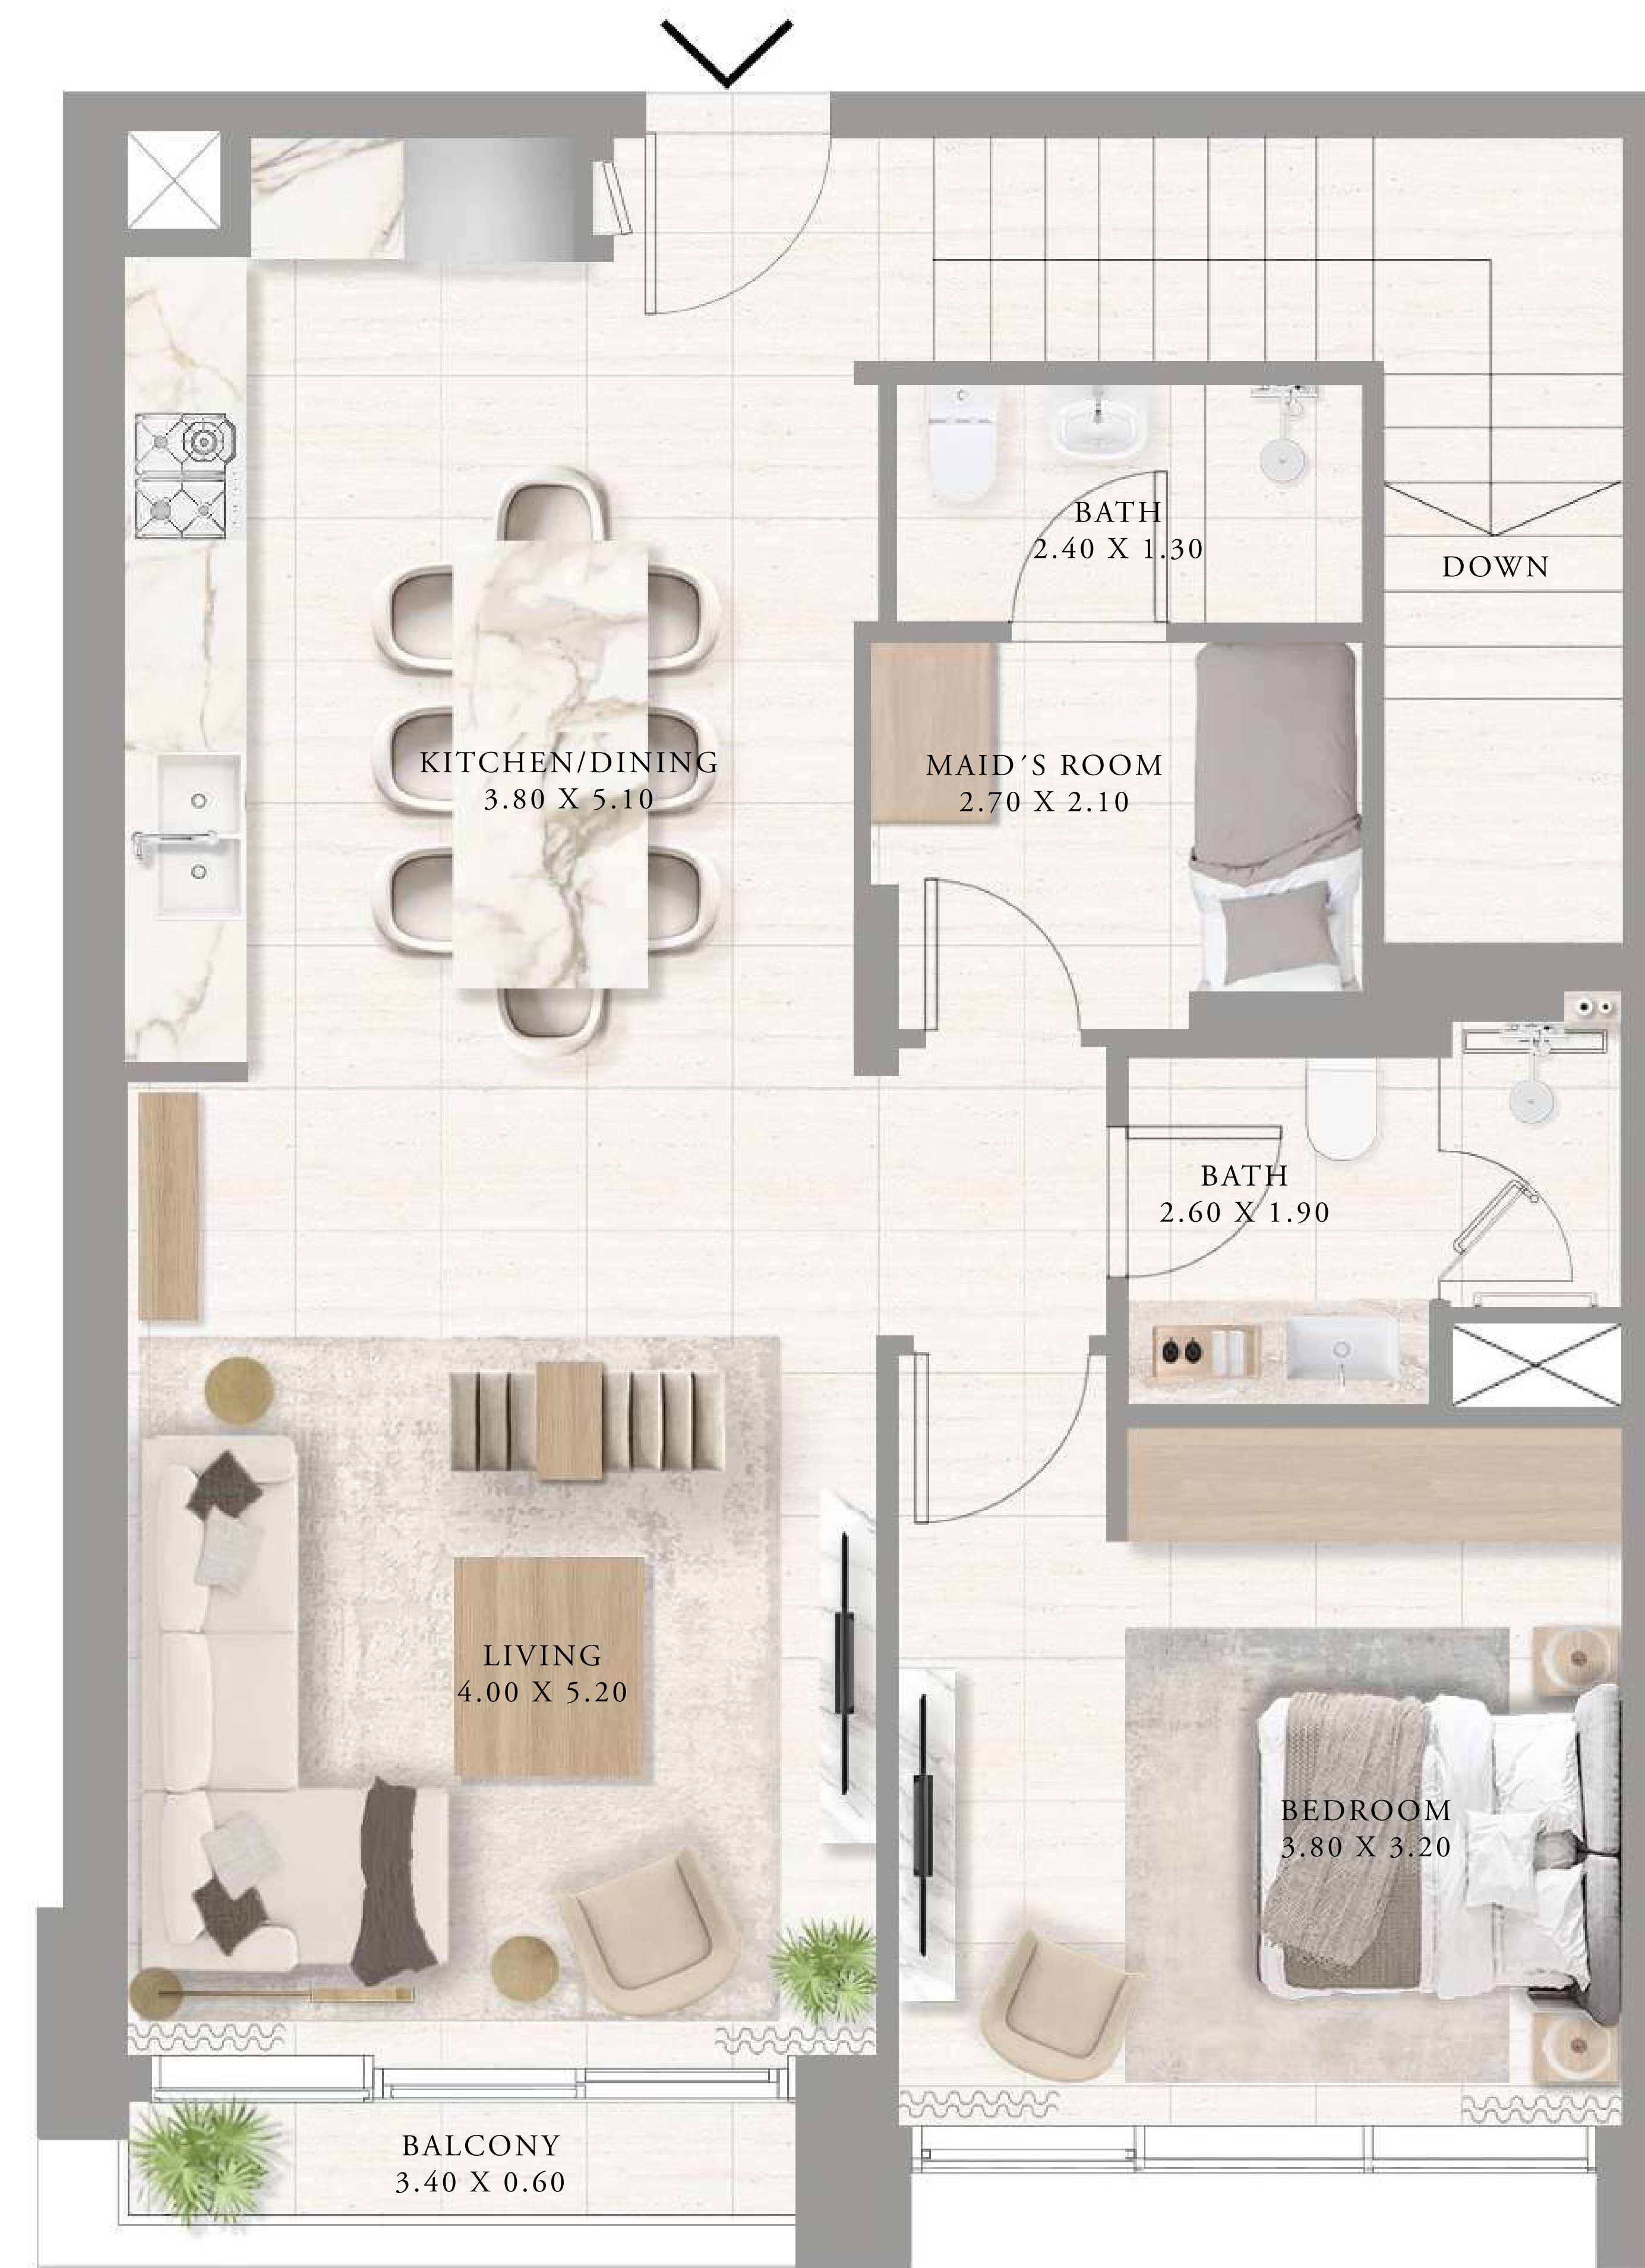 BATH
2.40 X 1.30
DOWN
KITCHEN/DINING
3.80 X 5.10
MAID´S ROOM
2.70 X 2.10
BATH
2.60 X 1.90
LIVING
4.00 X 5.20
BEDROOM
3.80 X 3.20
BALCONY
3.40 X 0.60